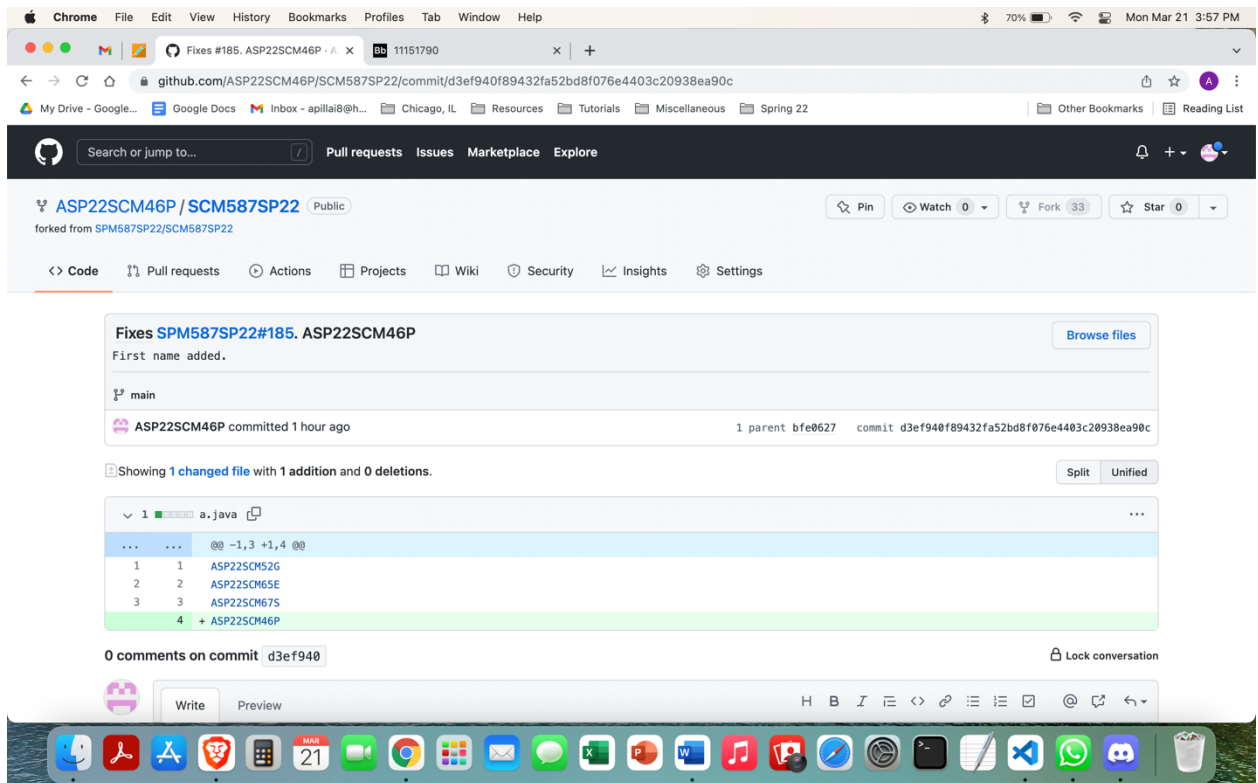 Chrome File Edit View History Bookmarks Profiles Tab Window Help 70% Mon Mar 21 3:57 PM
Fixes #185. ASP22SCM46P · A 11151790
github.com/ASP22SCM46P/SCM587SP22/commit/d3ef940f89432fa52bd8f076e4403c20938ea90c A
My Drive - Google... Google Docs Inbox - apillai8@h... Chicago, IL Resources Tutorials Miscellaneous Spring 22 Other Bookmarks Reading List
Search or jump to... / Pull requests Issues Marketplace Explore
ASP22SCM46P / SCM587SP22 Public Pin Watch 0 Fork 33 Star 0
forked from SPM587SP22/SCM587SP22
<> Code Pull requests Actions Projects Wiki Security Insights Settings
Fixes SPM587SP22#185. ASP22SCM46P Browse files
First name added.
main
ASP22SCM46P committed 1 hour ago 1 parent bfe0627 commit d3ef940f89432fa52bd8f076e4403c20938ea90c
Showing 1 changed file with 1 addition and 0 deletions. Split Unified
1 a.java ...
... ... @@ -1,3 +1,4 @@
1 1 ASP22SCM52G
2 2 ASP22SCM65E
3 3 ASP22SCM67S
4 + ASP22SCM46P
0 comments on commit d3ef940 Lock conversation
Write Preview H B I <> @
MAR
21